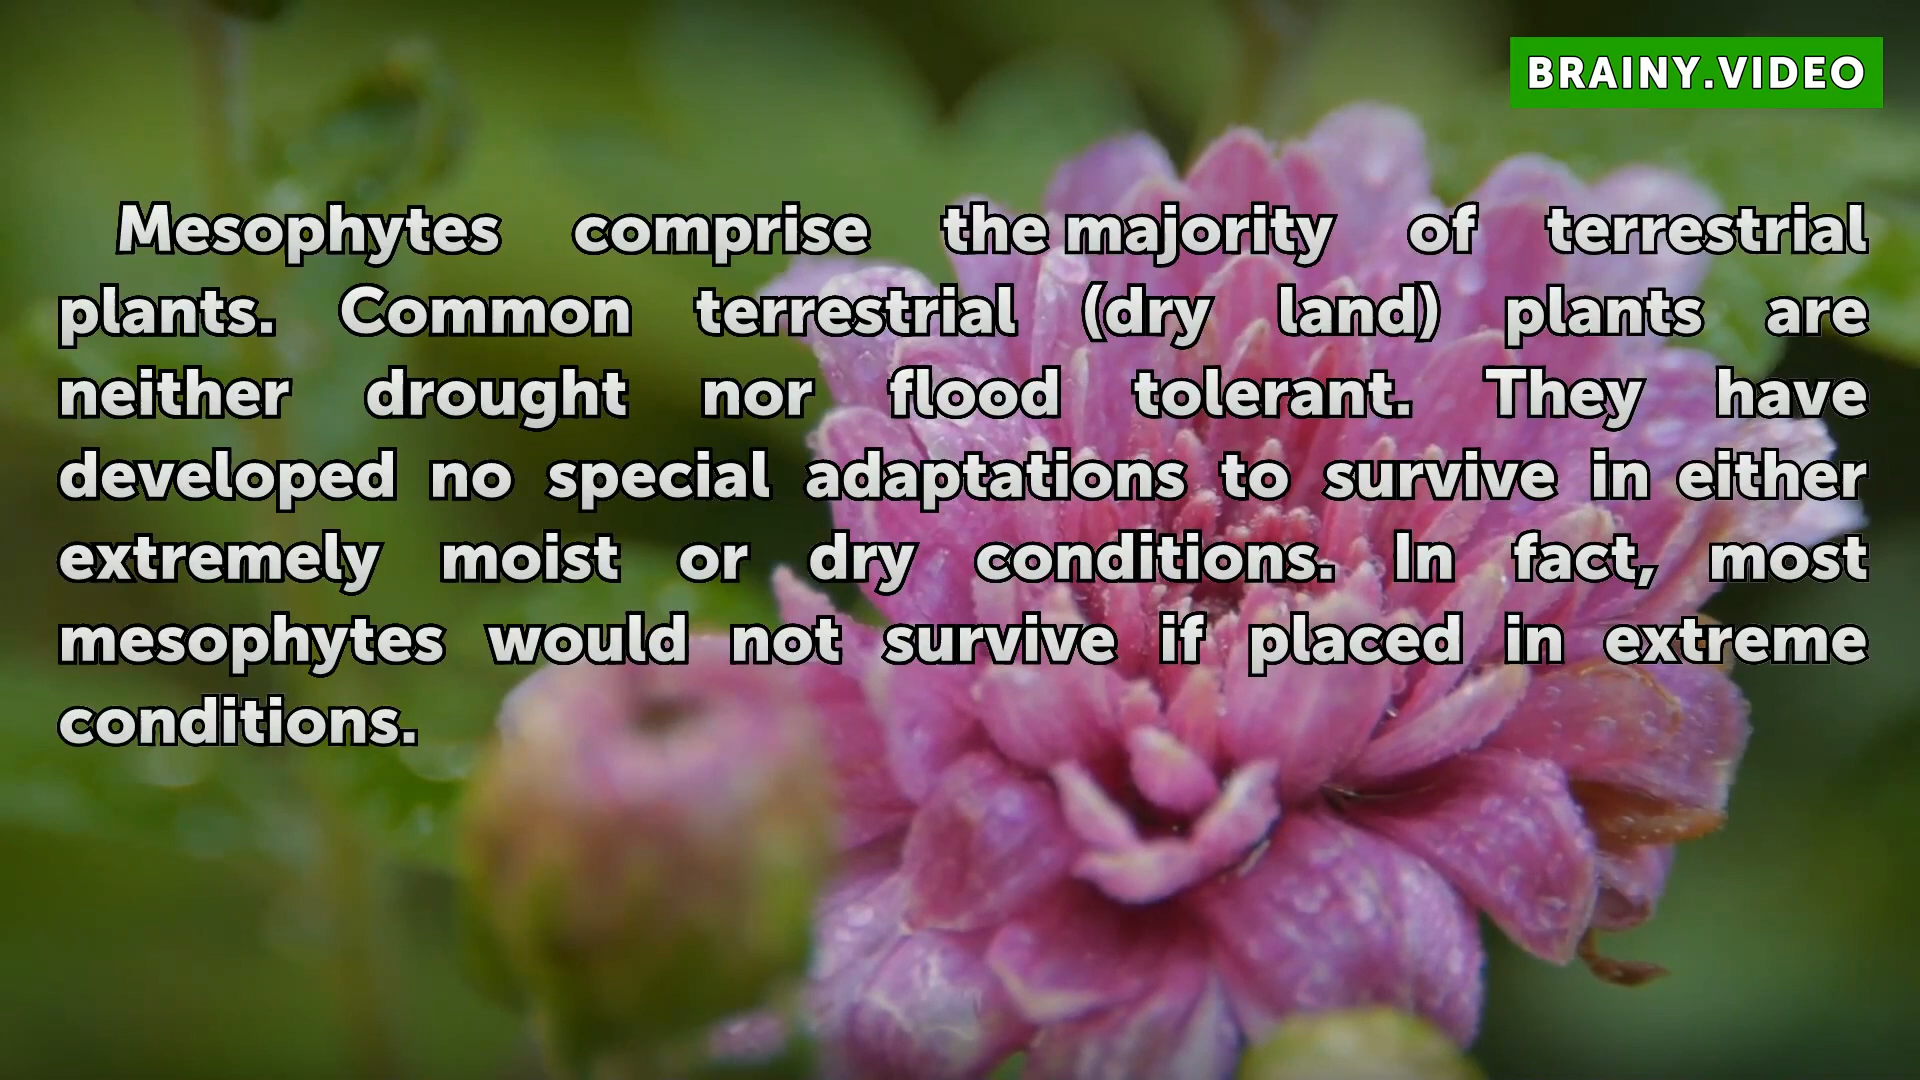 BRAINY.VIDEO
Mesophytes comprise the majority of terrestrial
plants. Common terrestrial (dry land) plants are
neither drought nor flood tolerant. They have
developed no special adaptations to survive in either
extremely moist or dry conditions. In fact, most
mesophytes would not survive if placed in extreme
conditions.